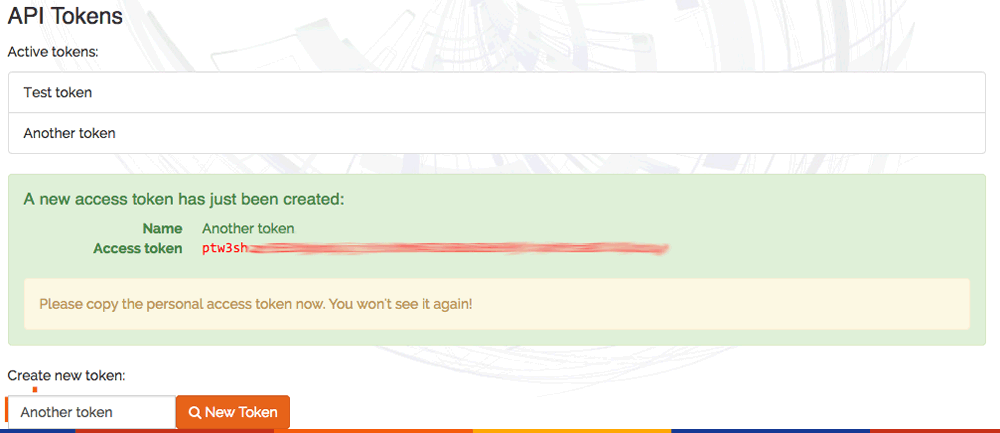 API Tokens
Active tokens:
Test token
Another token
A new access token has just been created:
Name Another token
Access token ptw3sh
Please copy the personal access token now. You won't see it again!
Create new token:
Another token New Token